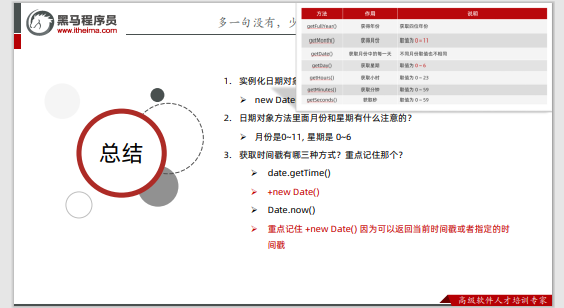 黑马程序员
www.itheima.com
多一句没有，少
方法 作用 说明
getFullYear() 获得年份 获取四位年份
getMonth() 获得月份 取值为 0 ~ 11
getDate() 获取月份中的每一天 不同月份取值也不相同
getDay() 获取星期 取值为 0 ~ 6
getHours() 获取小时 取值为 0 ~ 23
getMinutes() 获取分钟 取值为 0 ~ 59
getSeconds() 获取秒 取值为 0 ~ 59
总结
1. 实例化日期对象
new Date
2. 日期对象方法里面月份和星期有什么注意的？
月份是0~11, 星期是 0~6
3. 获取时间戳有哪三种方式？重点记住那个？
date.getTime()
+new Date()
Date.now()
重点记住 +new Date() 因为可以返回当前时间戳或者指定的时
间戳
高级软件人才培训专家